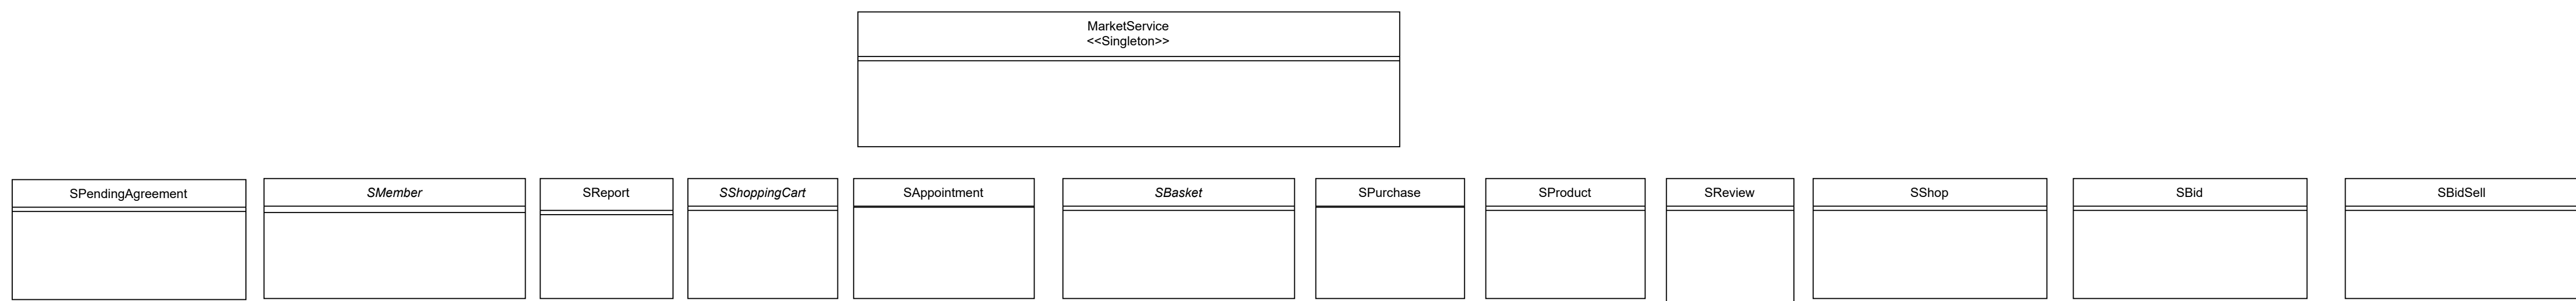 MarketService
<<Singleton>>
SPendingAgreement
SMember
SReport
SShoppingCart
SAppointment
SBasket
SPurchase
SProduct
SReview
SShop
SBid
SBidSell